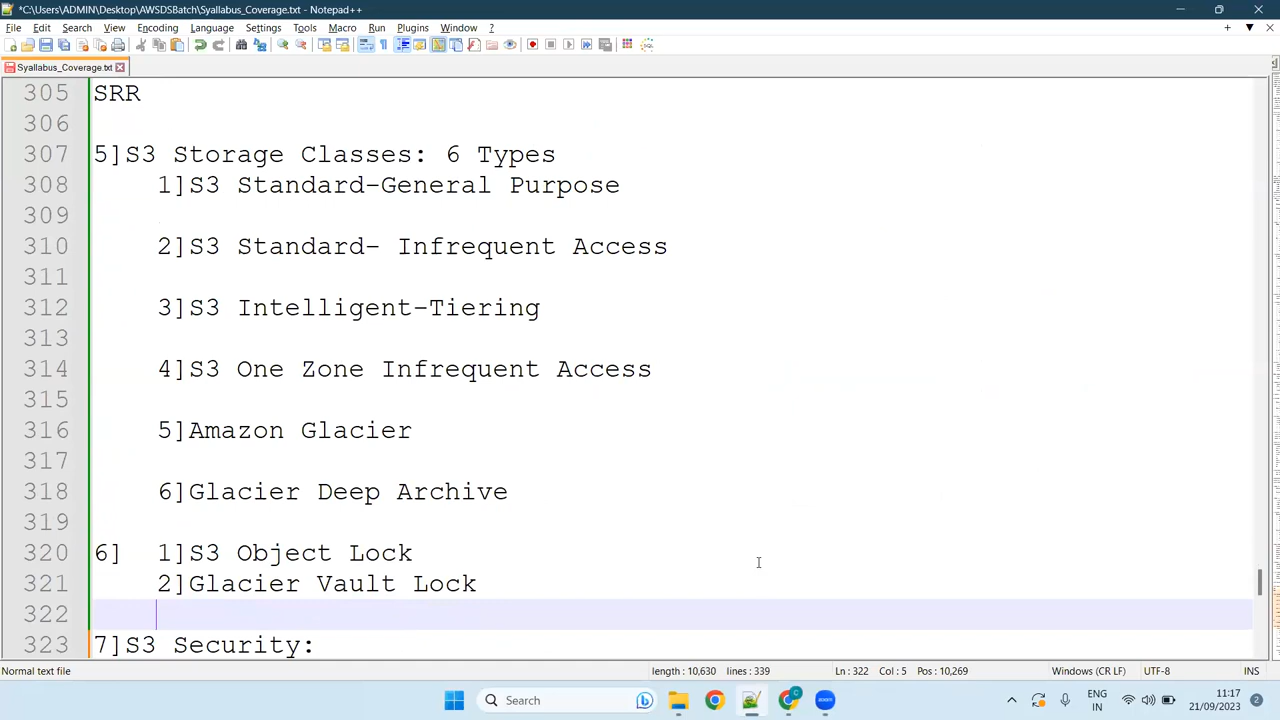 *C:\Users\ADMIN\Desktop\AWSDSBatch\Syallabus_Coverage.txt - Notepad++
File Edit Search View Encoding Language Settings Tools Macro Run Plugins Window ?
Syallabus_Coverage.txt
305 SRR
306
307 5]S3 Storage Classes: 6 Types
308 1]S3 Standard-General Purpose
309
310 2]S3 Standard- Infrequent Access
311
312 3]S3 Intelligent-Tiering
313
314 4]S3 One Zone Infrequent Access
315
316 5]Amazon Glacier
317
318 6]Glacier Deep Archive
319
320 6] 1]S3 Object Lock
321 2]Glacier Vault Lock
322
323 7]S3 Security:
Normal text file length : 10,630 lines : 339 Ln : 322 Col : 5 Pos : 10,269 Windows (CR LF) UTF-8 INS
Search ENG 11:17
IN 21/09/2023 2